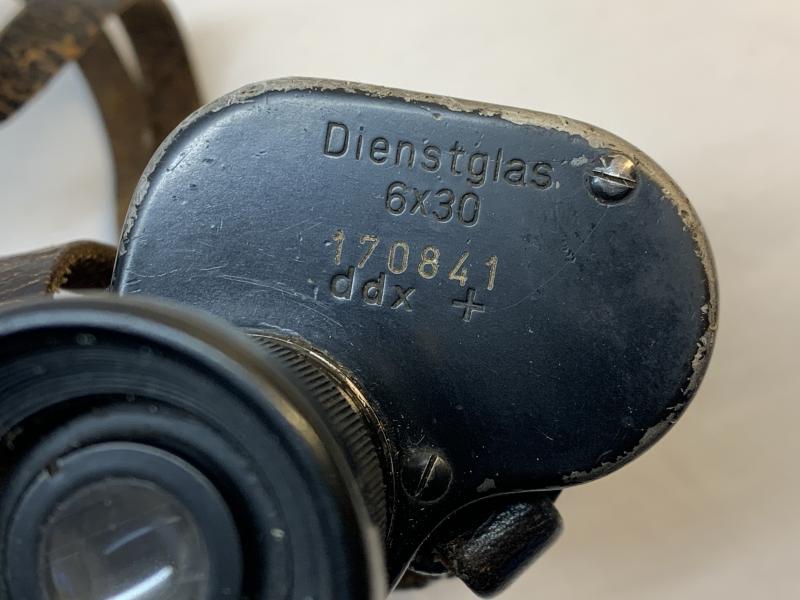 Dienstglas
6x30
170841
ddx +